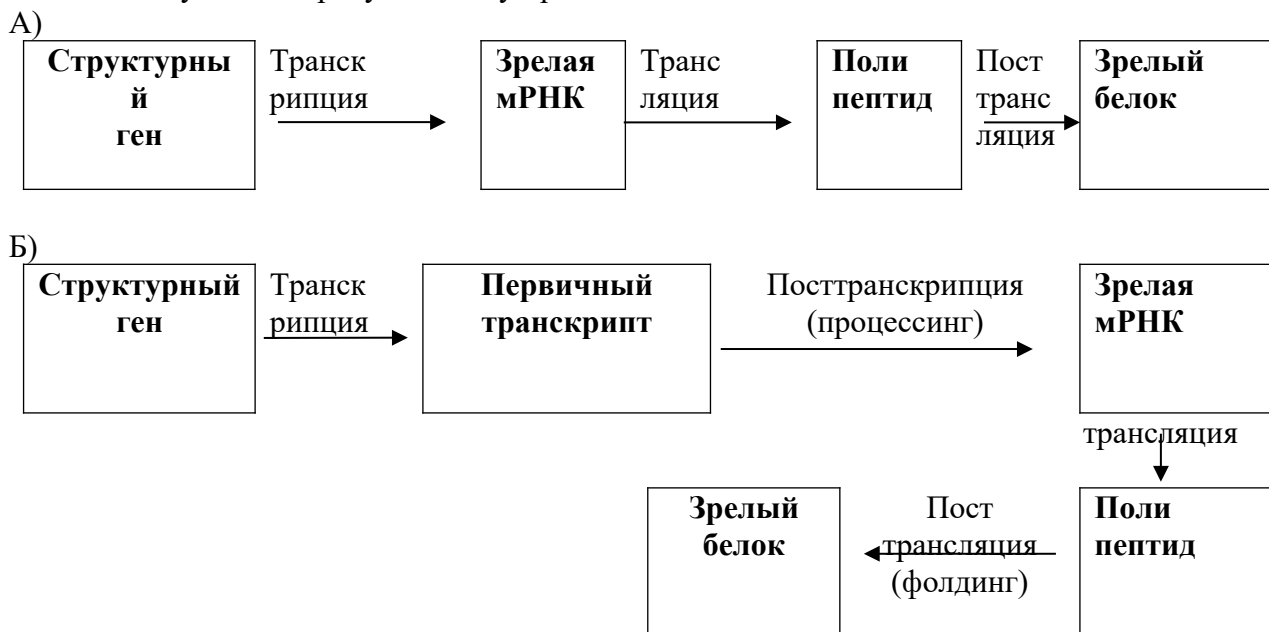 А)
Структурны
й
ген
Транск
рипция
Зрелая
мРНК
Транс
ляция
Поли
пептид
Пост
транс
ляция
Зрелый
белок
Б)
Структурный
ген
Транск
рипция
Первичный
транскрипт
Посттранскрипция
(процессинг)
Зрелая
мРНК
трансляция
Зрелый
белок
Пост
трансляция
(фолдинг)
Поли
пептид